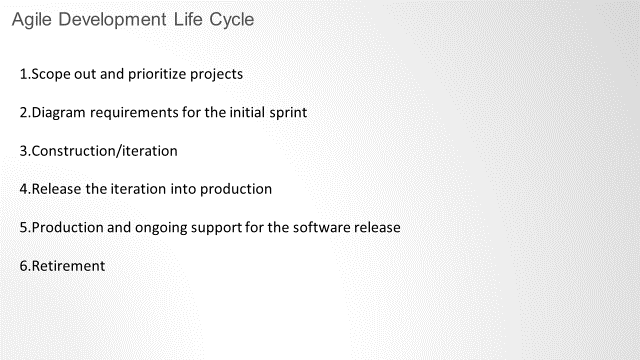 Agile Development Life Cycle
1.Scope out and prioritize projects
2.Diagram requirements for the initial sprint
3.Construction/iteration
4.Release the iteration into production
5.Production and ongoing support for the software release
6.Retirement